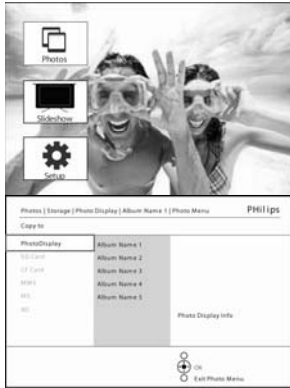 Photos
Slideshow
Setup
Photos | Storage | Photo Display | Album Name 1 | Photo Menu PHilips
Copy to
PhotoDisplay Album Name 1
SD Card Album Name 2
CF Card Album Name 3
MMS Album Name 4
MS Album Name 5
Photo Display Info
OK
Exit Photo Menu